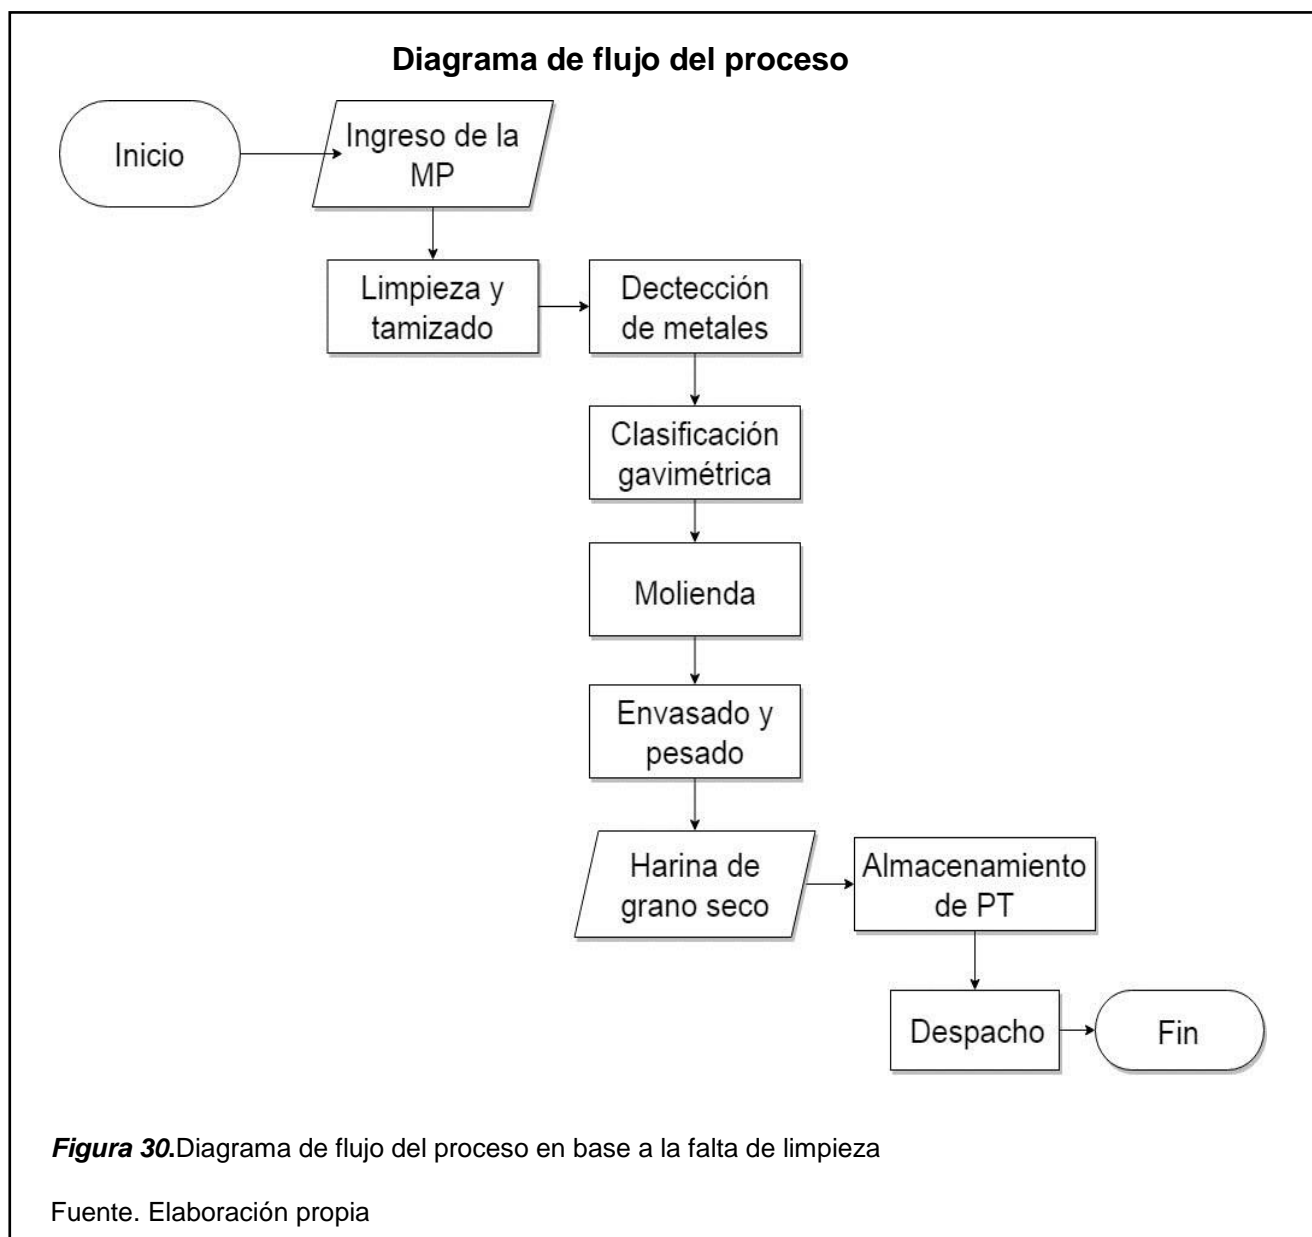 Diagrama de flujo del proceso
Inicio
Ingreso de la
MP
Limpieza y
tamizado
Dectección
de metales
Clasificación
gavimétrica
Molienda
Envasado y
pesado
Harina de
grano seco
Almacenamiento
de PT
Despacho
Fin
Figura 30.Diagrama de flujo del proceso en base a la falta de limpieza
Fuente. Elaboración propia